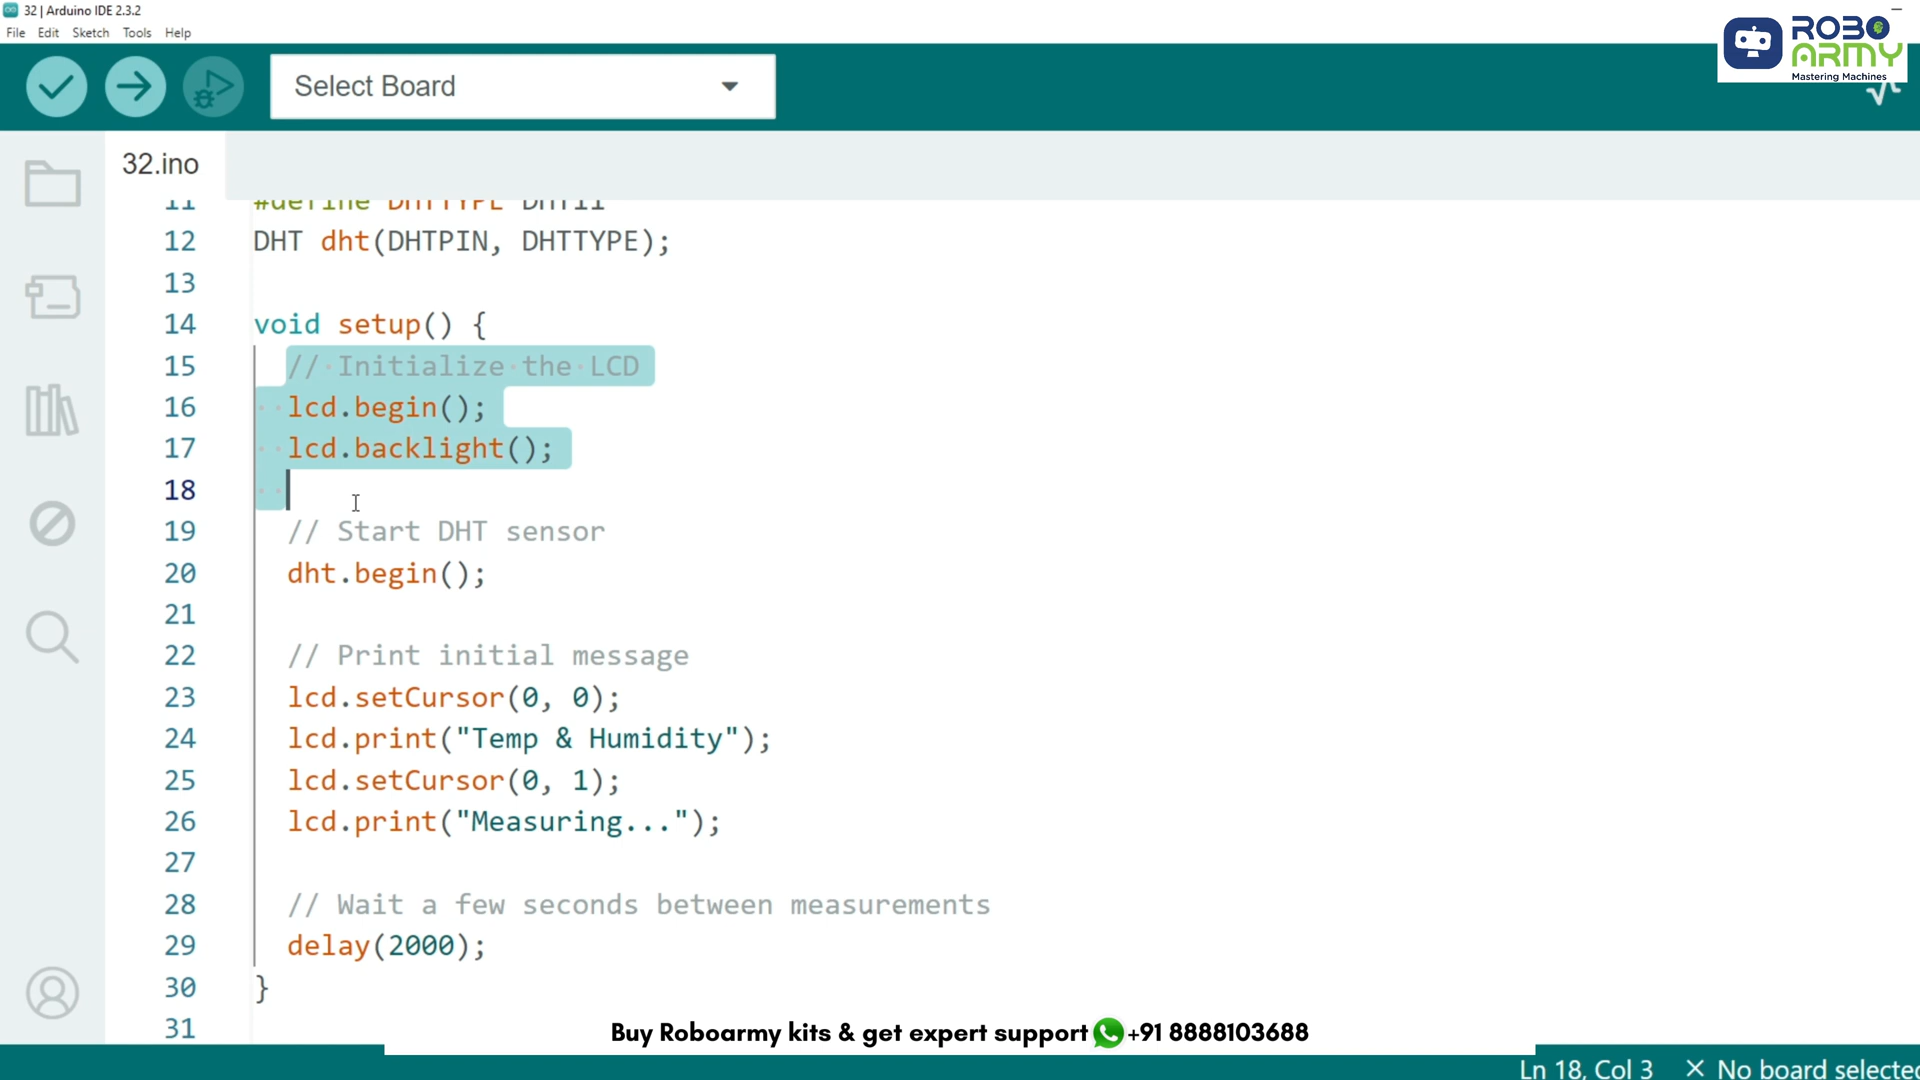 32 | Arduino IDE 2.3.2
File Edit Sketch Tools Help
Select Board
ROBO
ARMY
Mastering Machines
32.ino
11 #define DHTTYPE DHT11
12 DHT dht(DHTPIN, DHTTYPE);
13
14 void setup() {
15 // Initialize the LCD
16 lcd.begin();
17 lcd.backlight();
18
19 // Start DHT sensor
20 dht.begin();
21
22 // Print initial message
23 lcd.setCursor(0, 0);
24 lcd.print("Temp & Humidity");
25 lcd.setCursor(0, 1);
26 lcd.print("Measuring...");
27
28 // Wait a few seconds between measurements
29 delay(2000);
30 }
31
Buy Roboarmy kits & get expert support +91 8888103688
Ln 18, Col 3 × No board selected